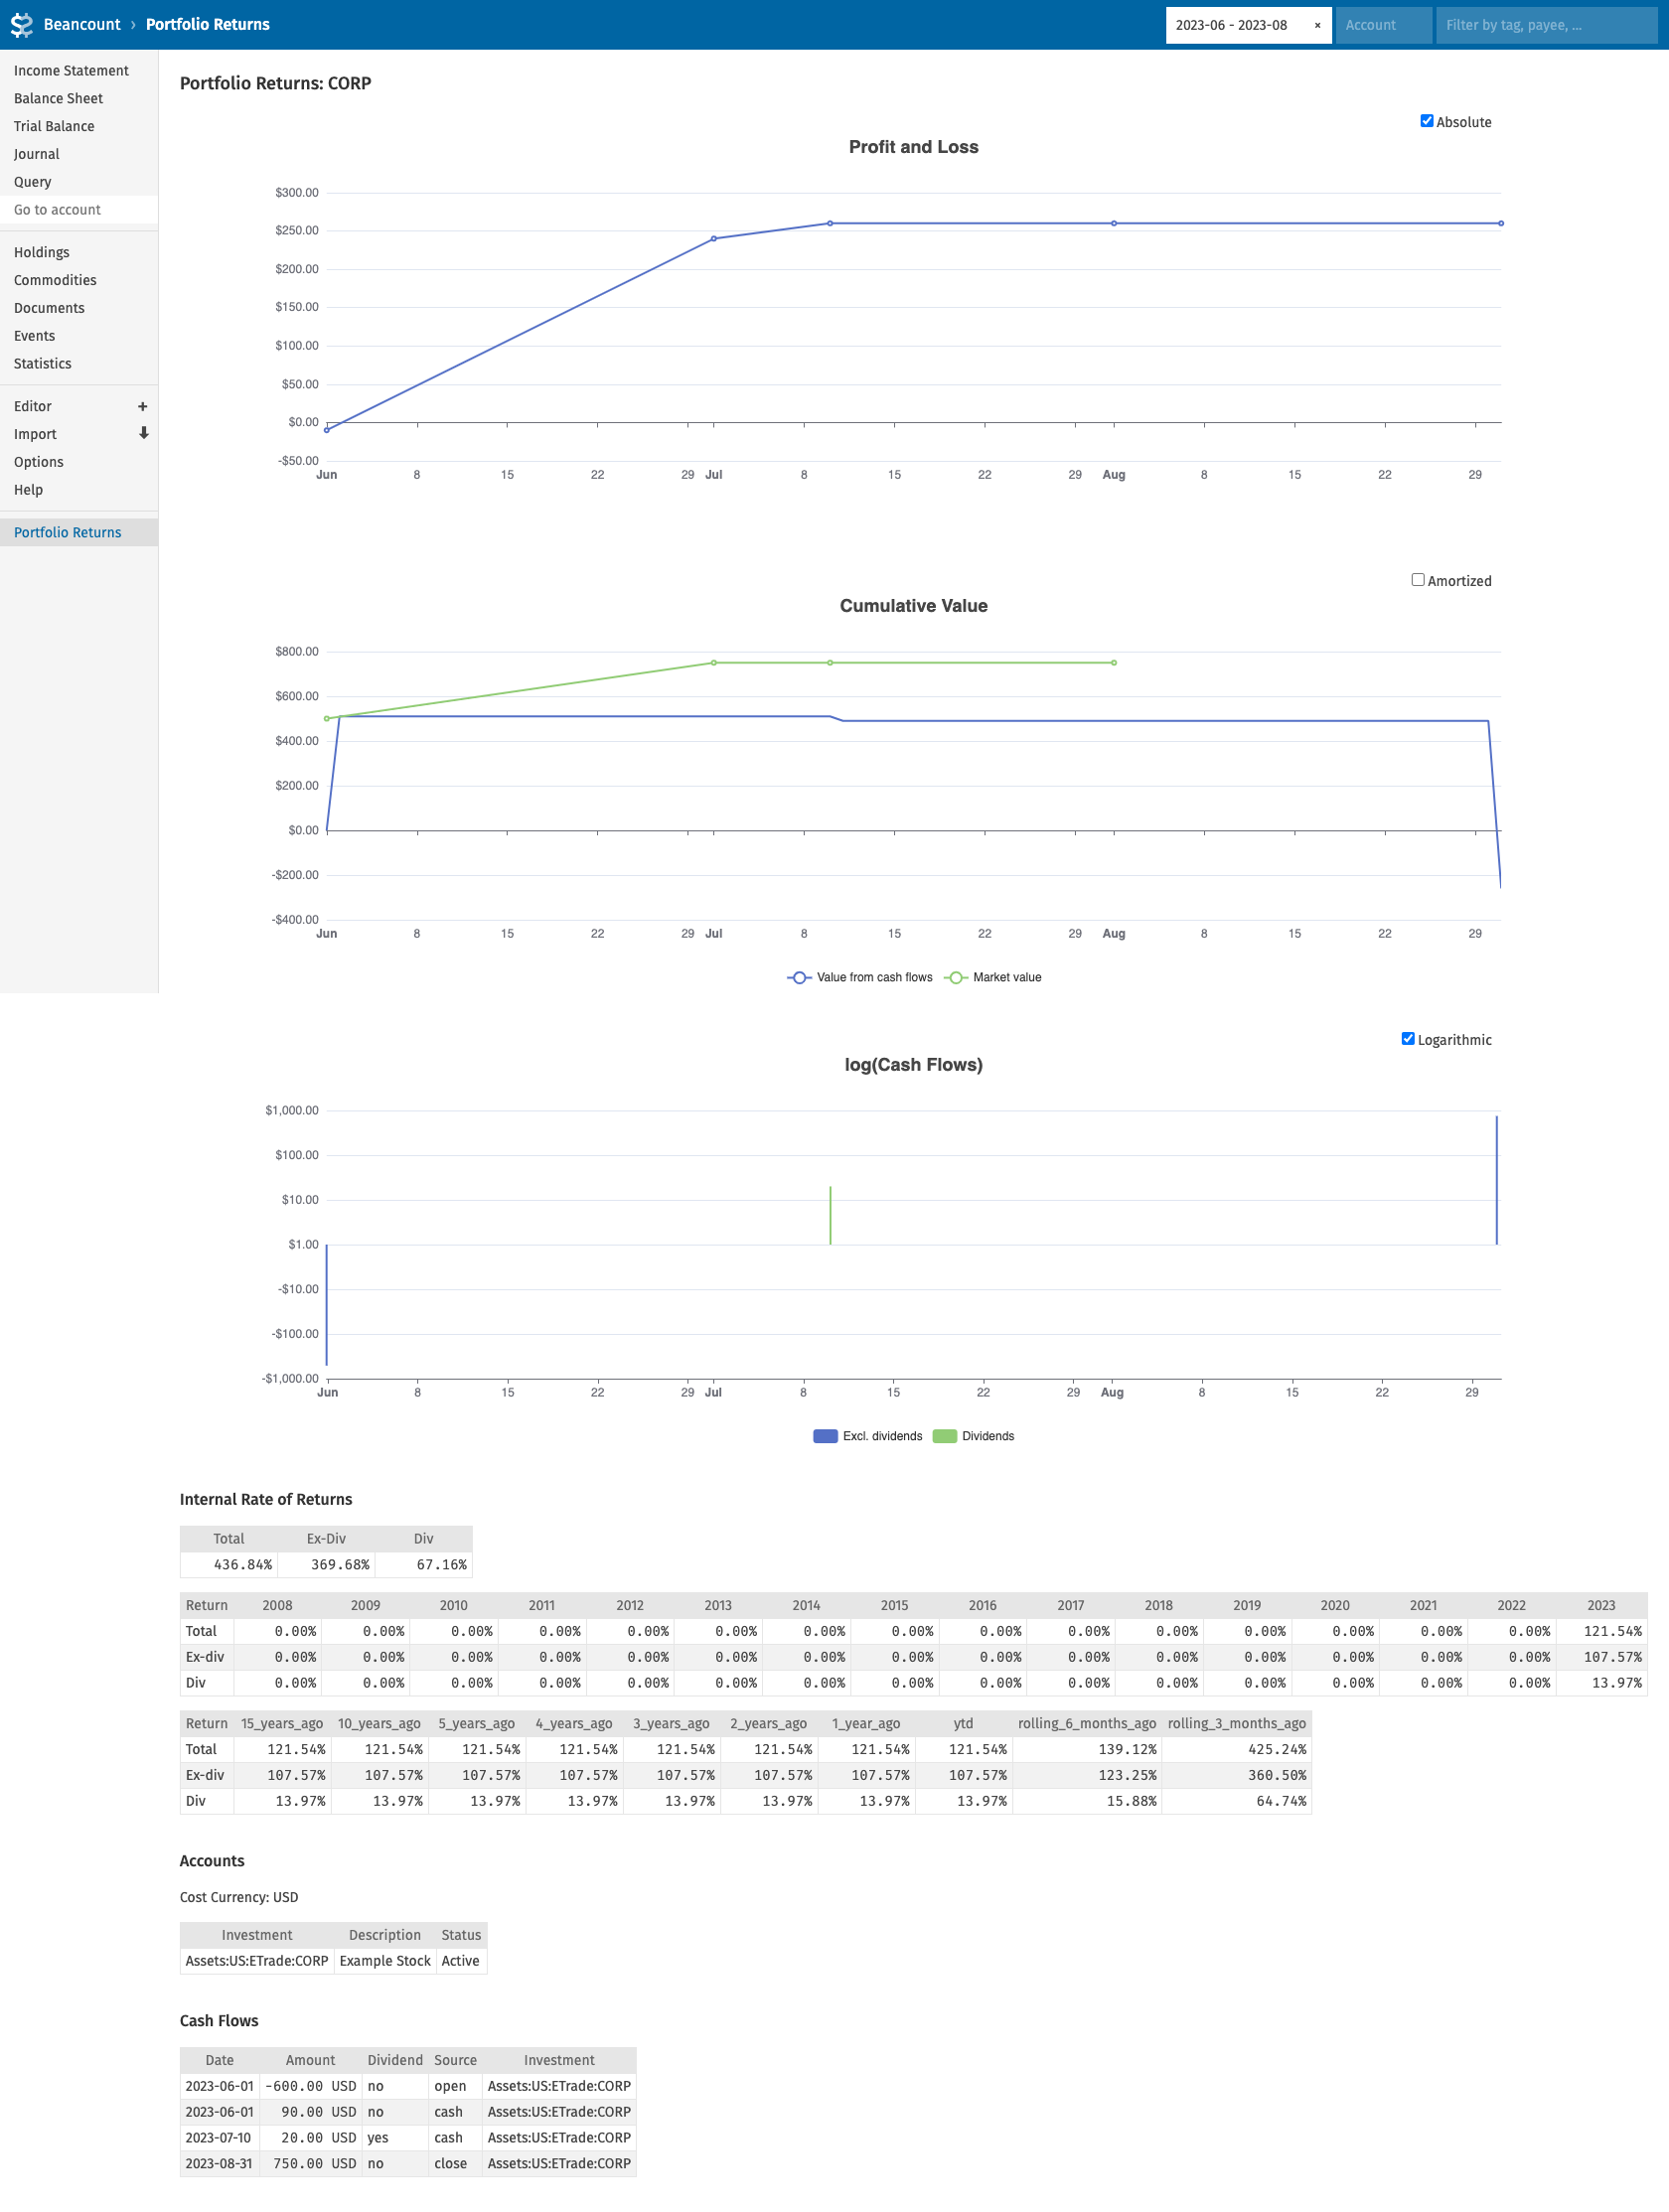 Beancount › Portfolio Returns 2023-06 - 2023-08 × Account Filter by tag, payee, ...
Income Statement
Balance Sheet
Trial Balance
Journal
Query
Go to account
Holdings
Commodities
Documents
Events
Statistics
Editor +
Import
Options
Help
Portfolio Returns
Portfolio Returns: CORP
Absolute
Profit and Loss
$300.00
$250.00
$200.00
$150.00
$100.00
$50.00
$0.00
-$50.00
Jun 8 15 22 29 Jul 8 15 22 29 Aug 8 15 22 29
Amortized
Cumulative Value
$800.00
$600.00
$400.00
$200.00
$0.00
-$200.00
-$400.00
Jun 8 15 22 29 Jul 8 15 22 29 Aug 8 15 22 29
Value from cash flows Market value
Logarithmic
log(Cash Flows)
$1,000.00
$100.00
$10.00
$1.00
-$10.00
-$100.00
-$1,000.00
Jun 8 15 22 29 Jul 8 15 22 29 Aug 8 15 22 29
Excl. dividends Dividends
Internal Rate of Returns
Total Ex-Div Div
436.84% 369.68% 67.16%
Return 2008 2009 2010 2011 2012 2013 2014 2015 2016 2017 2018 2019 2020 2021 2022 2023
Total 0.00% 0.00% 0.00% 0.00% 0.00% 0.00% 0.00% 0.00% 0.00% 0.00% 0.00% 0.00% 0.00% 0.00% 0.00% 121.54%
Ex-div 0.00% 0.00% 0.00% 0.00% 0.00% 0.00% 0.00% 0.00% 0.00% 0.00% 0.00% 0.00% 0.00% 0.00% 0.00% 107.57%
Div 0.00% 0.00% 0.00% 0.00% 0.00% 0.00% 0.00% 0.00% 0.00% 0.00% 0.00% 0.00% 0.00% 0.00% 0.00% 13.97%
Return 15_years_ago 10_years_ago 5_years_ago 4_years_ago 3_years_ago 2_years_ago 1_year_ago ytd rolling_6_months_ago rolling_3_months_ago
Total 121.54% 121.54% 121.54% 121.54% 121.54% 121.54% 121.54% 121.54% 139.12% 425.24%
Ex-div 107.57% 107.57% 107.57% 107.57% 107.57% 107.57% 107.57% 107.57% 123.25% 360.50%
Div 13.97% 13.97% 13.97% 13.97% 13.97% 13.97% 13.97% 13.97% 15.88% 64.74%
Accounts
Cost Currency: USD
Investment Description Status
Assets:US:ETrade:CORP Example Stock Active
Cash Flows
Date Amount Dividend Source Investment
2023-06-01 -600.00 USD no open Assets:US:ETrade:CORP
2023-06-01 90.00 USD no cash Assets:US:ETrade:CORP
2023-07-10 20.00 USD yes cash Assets:US:ETrade:CORP
2023-08-31 750.00 USD no close Assets:US:ETrade:CORP